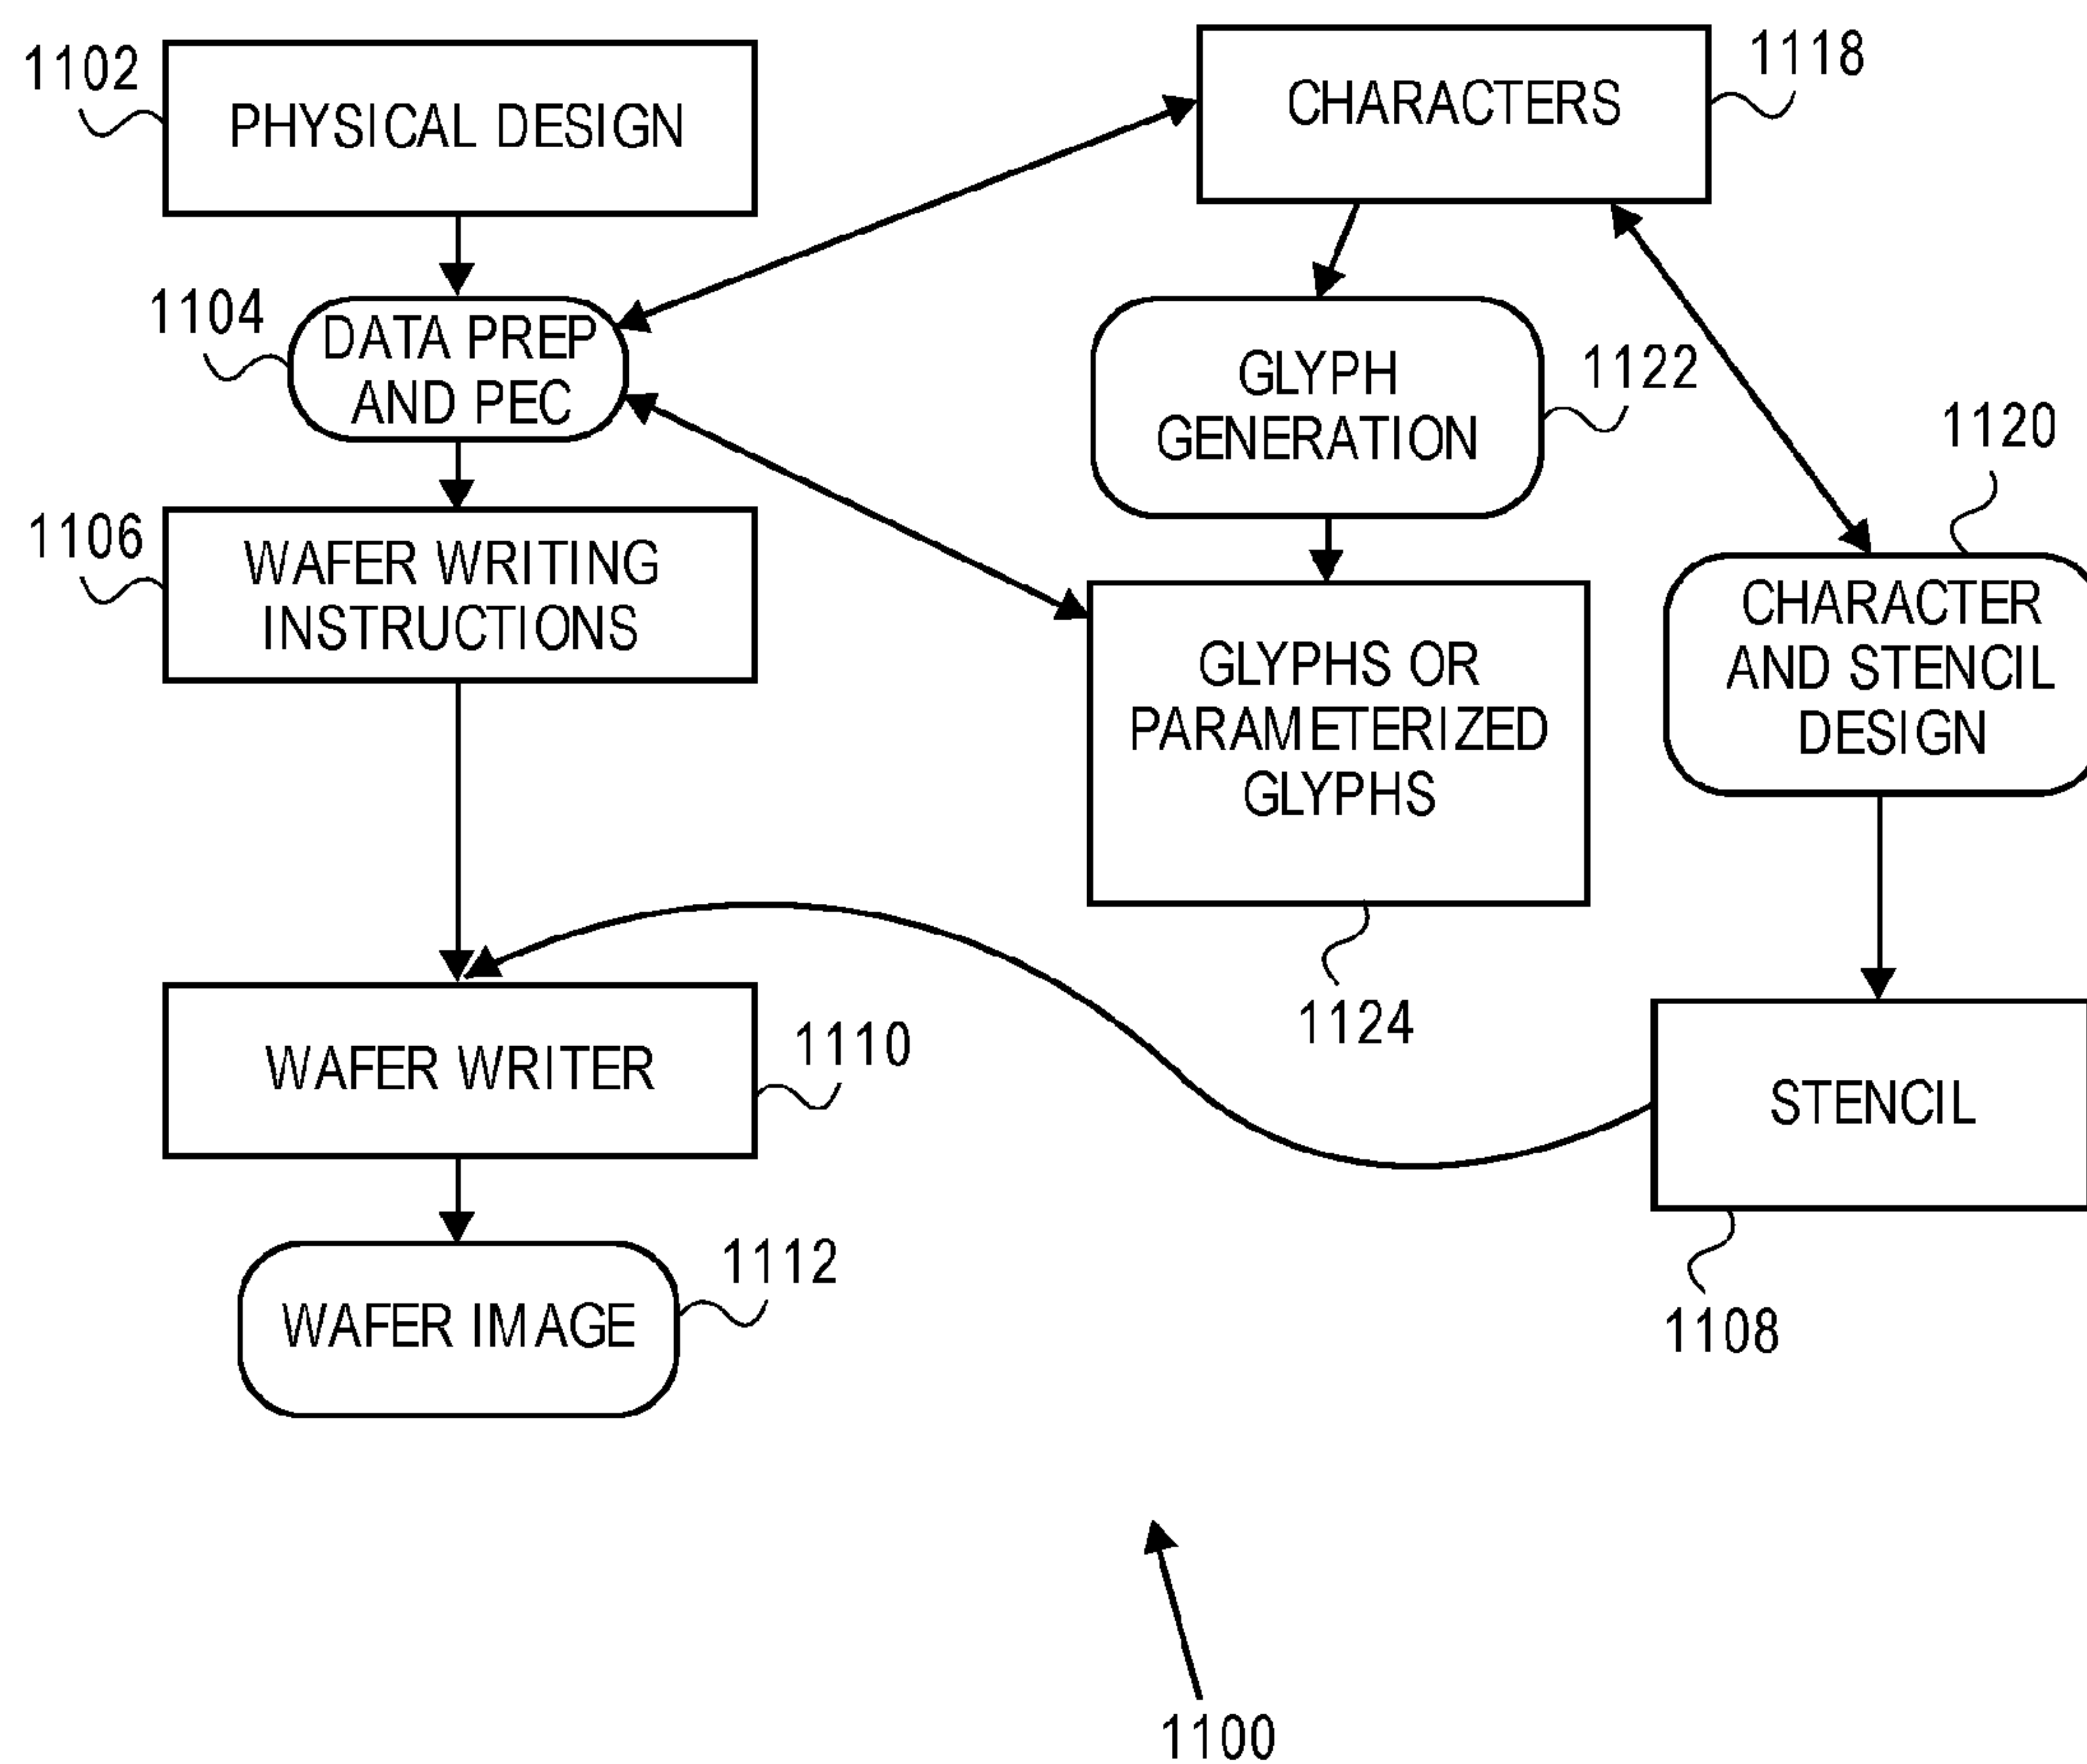 1102
PHYSICAL DESIGN
CHARACTERS
1118
1104
DATA PREP
AND PEC
GLYPH
GENERATION
1122
1120
1106
WAFER WRITING
INSTRUCTIONS
CHARACTER
AND STENCIL
DESIGN
GLYPHS OR
PARAMETERIZED
GLYPHS
1124
WAFER WRITER
1110
STENCIL
1108
WAFER IMAGE
1112
1100